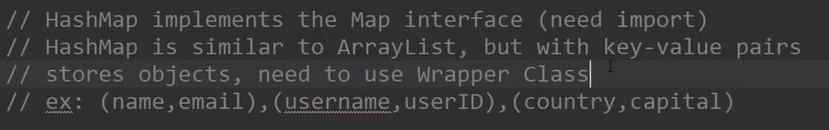 // HashMap implements the Map interface (need import)
// HashMap is similar to ArrayList, but with key-value pairs
// stores objects, need to use Wrapper Class
// ex: (name,email),(username,userID),(country,capital)